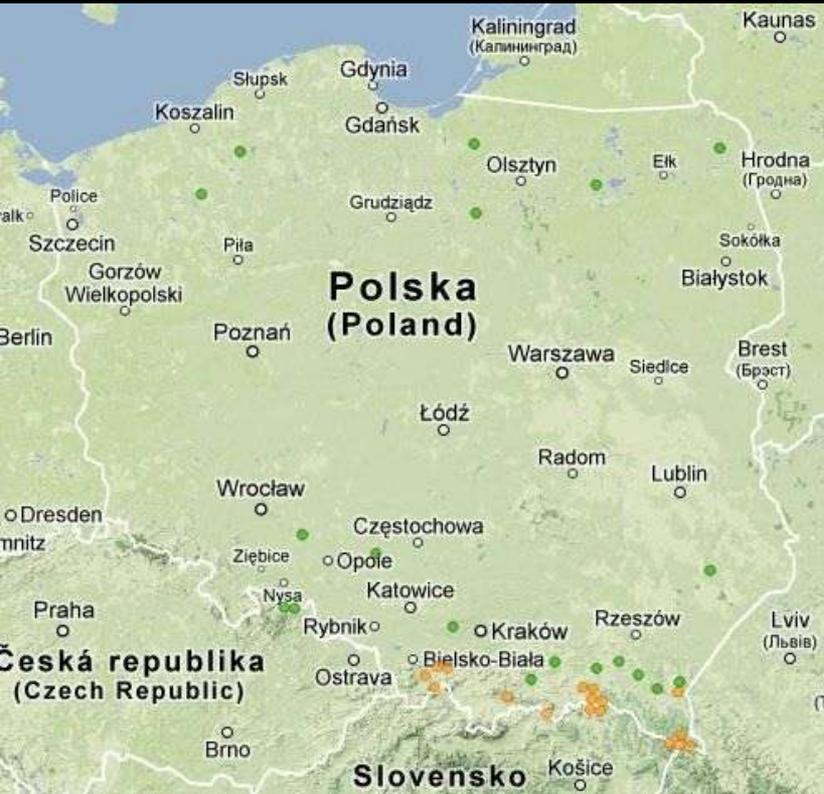 Kaliningrad
(Калининград)
Kaunas
Słupsk
Gdynia
Koszalin
Gdańsk
Olsztyn
Ełk
Hrodna
(Гродна)
Police
Grudziądz
Szczecin
Piła
Sokółka
Gorzów
Wielkopolski
Białystok
Polska
(Poland)
Berlin
Poznań
Warszawa
Siedlce
Brest
(Брэст)
Łódź
Radom
Lublin
Wrocław
Dresden
mnitz
Częstochowa
Ziębice
Opole
Nysa
Katowice
Praha
Rybnik
Kraków
Rzeszów
Lviv
(Львів)
Česká republika
(Czech Republic)
Ostrava
Bielsko-Biała
Brno
Slovensko
Košice